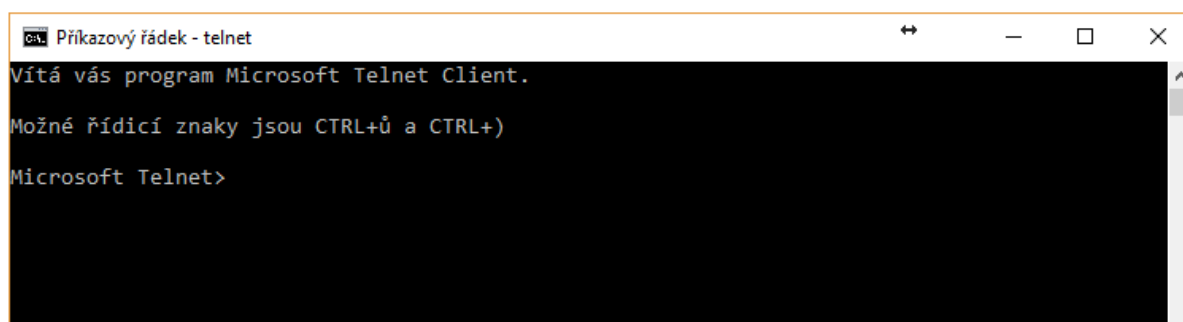 Příkazový řádek - telnet
Vítá vás program Microsoft Telnet Client.
Možné řídicí znaky jsou CTRL+ů a CTRL+)
Microsoft Telnet>